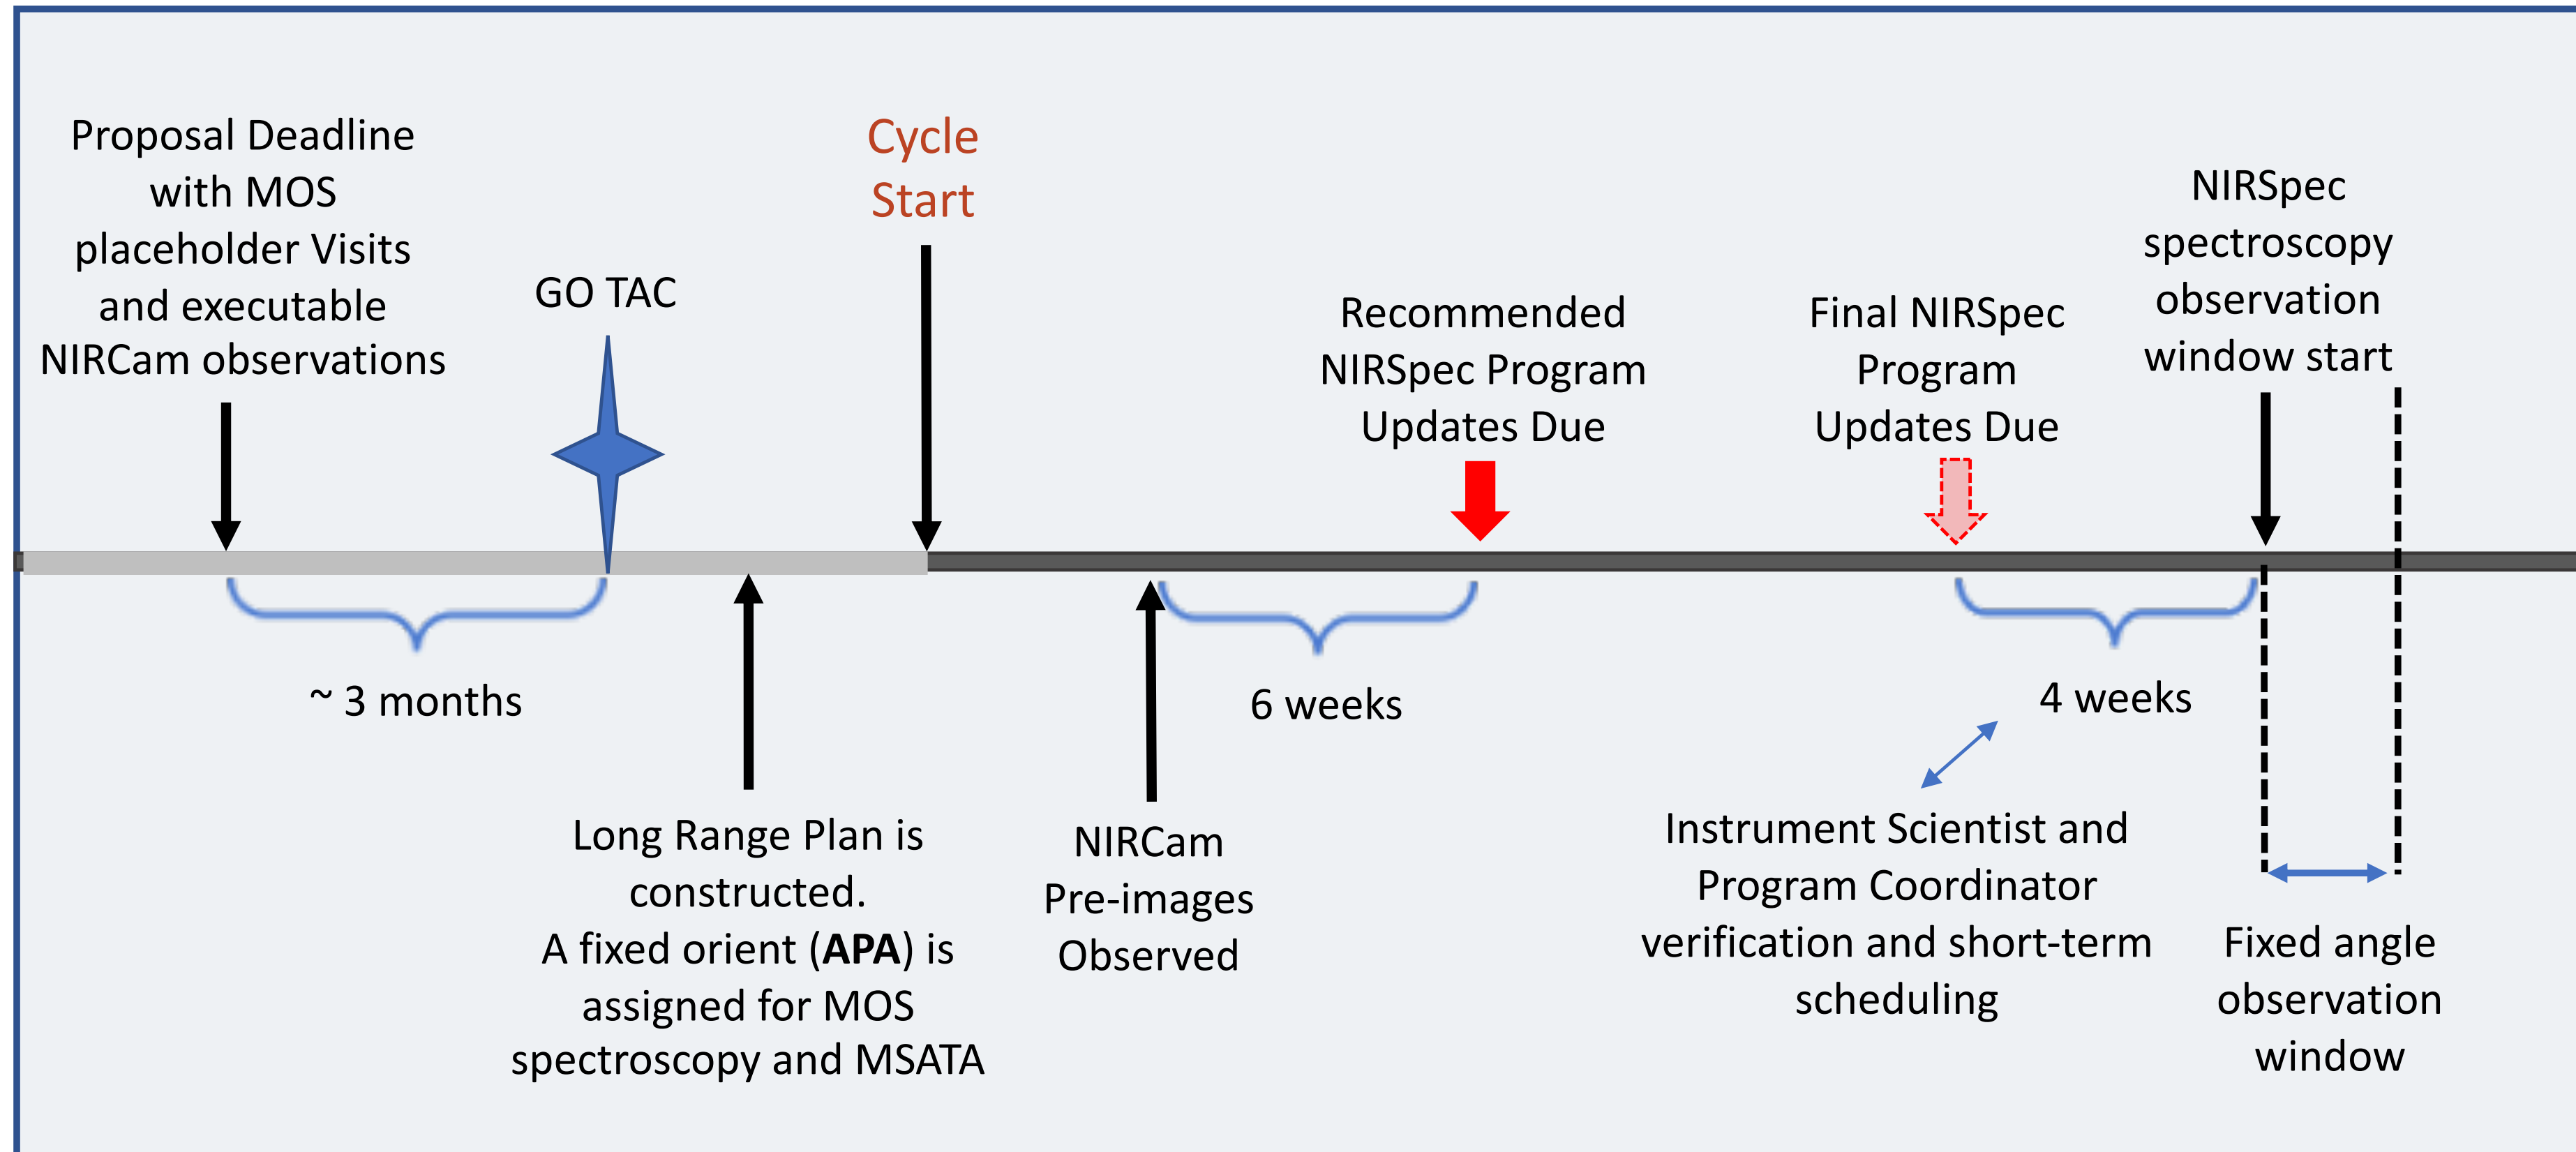 Proposal Deadline
with MOS
placeholder Visits
and executable
NIRCam observations
GO TAC
Cycle
Start
Recommended
NIRSpec Program
Updates Due
Final NIRSpec
Program
Updates Due
NIRSpec
spectroscopy
observation
window start
~ 3 months
6 weeks
4 weeks
Long Range Plan is
constructed.
A fixed orient (APA) is
assigned for MOS
spectroscopy and MSATA
NIRCam
Pre-images
Observed
Instrument Scientist and
Program Coordinator
verification and short-term
scheduling
Fixed angle
observation
window